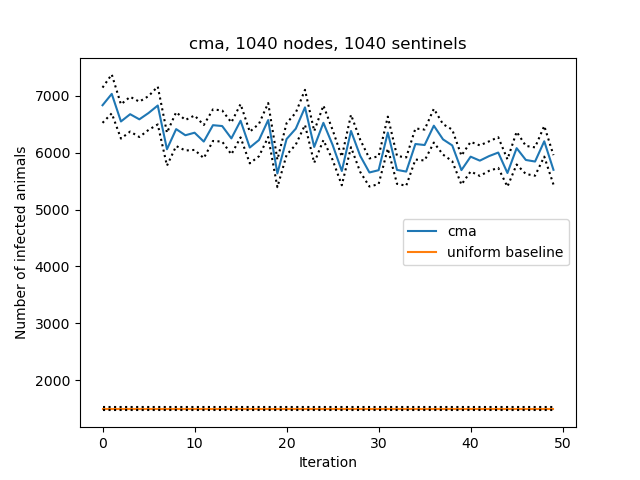 cma, 1040 nodes, 1040 sentinels
Number of infected animals
7000
6000
5000
4000
3000
2000
cma
uniform baseline
0
10
20
30
40
50
Iteration